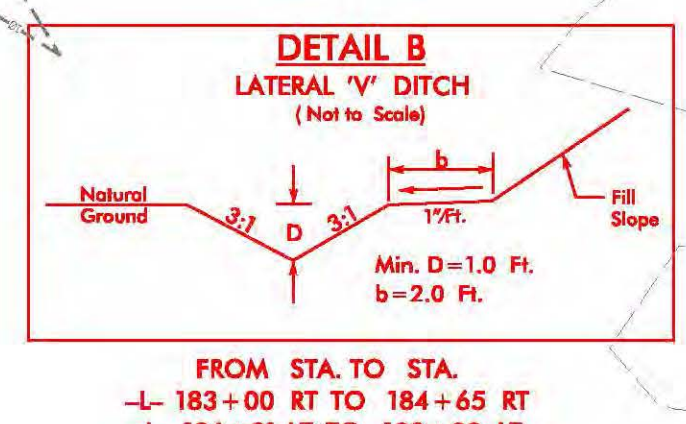 DETAIL B
LATERAL 'V' DITCH
( Not to Scale)
b
Natural
Ground
3:1
D
3:1
1"/Ft.
Fill
Slope
Min. D=1.0 Ft.
b=2.0 Ft.
FROM STA. TO STA.
-L- 183+00 RT TO 184+65 RT